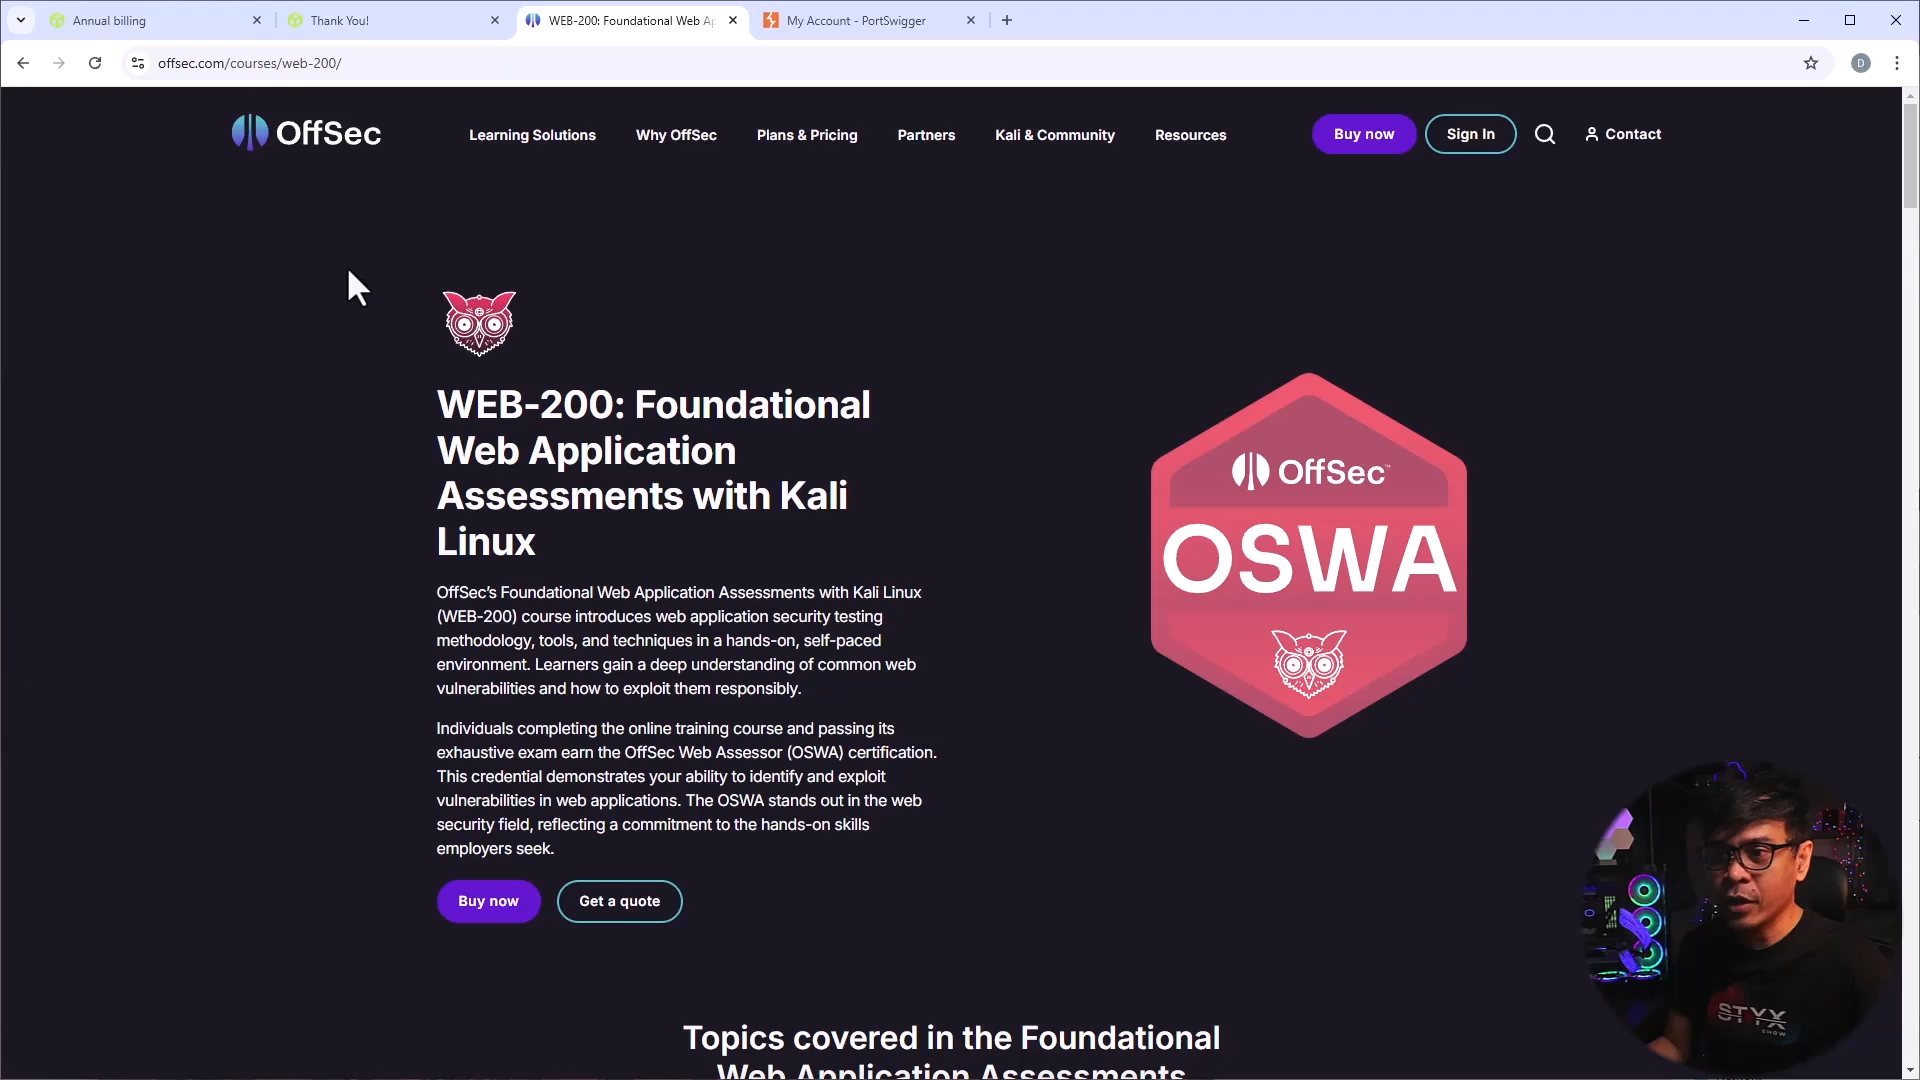 Annual billing
Thank You!
WEB-200: Foundational Web Ap
My Account - PortSwigger
offsec.com/courses/web-200/
D
OffSec
Learning Solutions
Why OffSec
Plans & Pricing
Partners
Kali & Community
Resources
Buy now
Sign In
Contact
WEB-200: Foundational
Web Application
Assessments with Kali
Linux
OffSec’s Foundational Web Application Assessments with Kali Linux
(WEB-200) course introduces web application security testing
methodology, tools, and techniques in a hands-on, self-paced
environment. Learners gain a deep understanding of common web
vulnerabilities and how to exploit them responsibly.
Individuals completing the online training course and passing its
exhaustive exam earn the OffSec Web Assessor (OSWA) certification.
This credential demonstrates your ability to identify and exploit
vulnerabilities in web applications. The OSWA stands out in the web
security field, reflecting a commitment to the hands-on skills
employers seek.
Buy now
Get a quote
OffSec™
OSWA
Topics covered in the Foundational
Web Application Assessments
STYX
SHOW